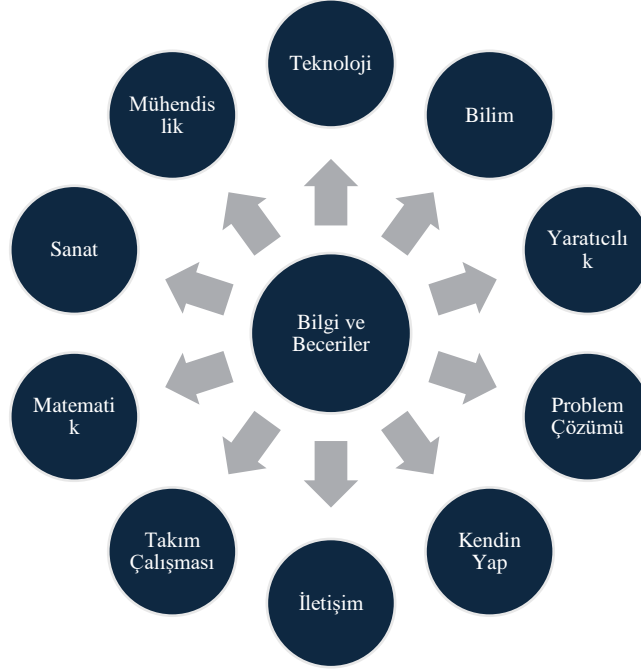 Teknoloji
Bilim
Yaratıcılı
k
Problem
Çözümü
Kendin
Yap
İletişim
Takım
Çalışması
Matemati
k
Sanat
Mühendis
lik
Bilgi ve
Beceriler